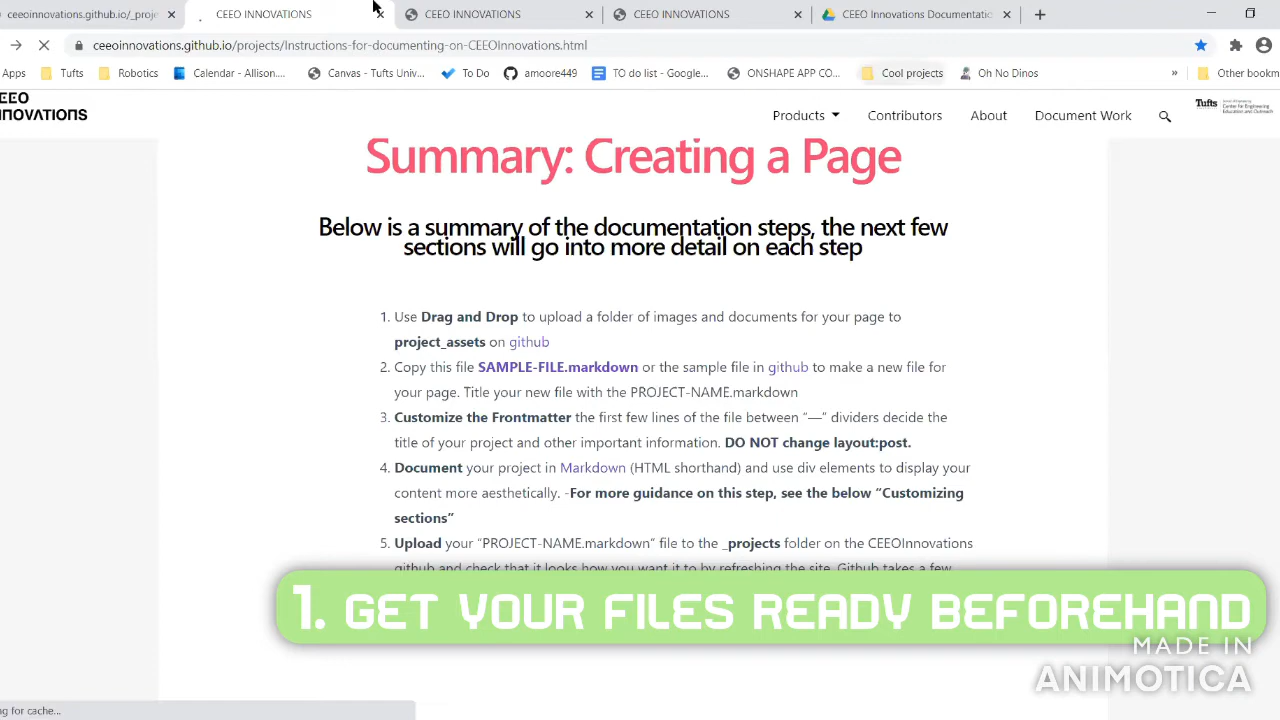 ceeoinnovations.github.io/_proje
CEEO INNOVATIONS
CEEO INNOVATIONS
CEEO INNOVATIONS
CEEO Innovations Documentatio
ceeoinnovations.github.io/projects/Instructions-for-documenting-on-CEEOInnovations.html
Apps
Tufts
Robotics
Calendar - Allison....
Canvas - Tufts Univ...
To Do
amoore449
TO do list - Google...
ONSHAPE APP CO...
Cool projects
Oh No Dinos
»
Other bookm
EEO
NNOVATIONS
Products
Contributors
About
Document Work
Tufts
Summary: Creating a Page
Below is a summary of the documentation steps, the next few
sections will go into more detail on each step
1. Use Drag and Drop to upload a folder of images and documents for your page to
project_assets on github
2. Copy this file SAMPLE-FILE.markdown or the sample file in github to make a new file for
your page. Title your new file with the PROJECT-NAME.markdown
3. Customize the Frontmatter the first few lines of the file between “—” dividers decide the
title of your project and other important information. DO NOT change layout:post.
4. Document your project in Markdown (HTML shorthand) and use div elements to display your
content more aesthetically. -For more guidance on this step, see the below “Customizing
sections”
5. Upload your “PROJECT-NAME.markdown” file to the _projects folder on the CEEOInnovations
github and check that it looks how you want it to by refreshing the site. Github takes a few
1. GET YOUR FILES READY BEFOREHAND
MADE IN
ANIMOTICA
ng for cache...